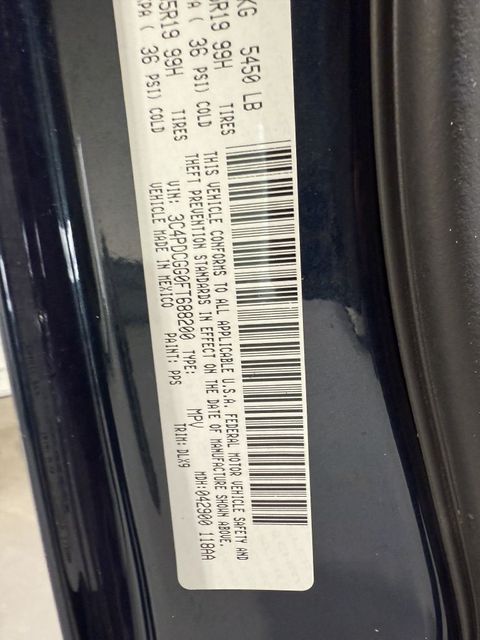 KG 5450 LB
R19 99H TIRES
PA ( 36 PSI) COLD
5R19 99H TIRES
PA ( 36 PSI) COLD
THIS VEHICLE CONFORMS TO ALL APPLICABLE U.S.A. FEDERAL MOTOR VEHICLE SAFETY AND
THEFT PREVENTION STANDARDS IN EFFECT ON THE DATE OF MANUFACTURE SHOWN ABOVE.
VIN: 3C4PDCGG0FT688200 TYPE: MPV MDH:042900 118AA
VEHICLE MADE IN MEXICO PAINT: PPS TRIM: DLX9